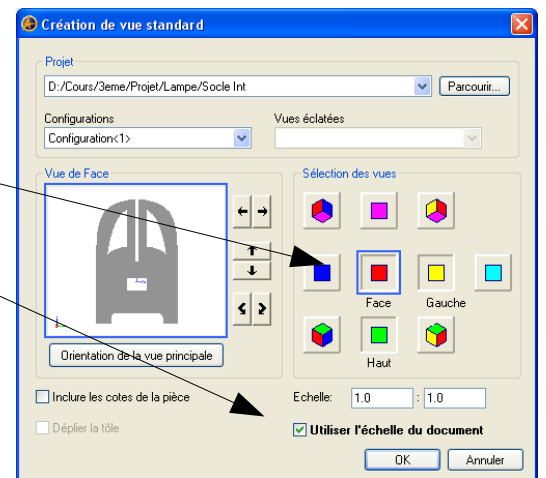 Création de vue standard
Projet
D:/Cours/3eme/Projet/Lampe/Socle Int
Parcourir...
Configurations
Vues éclatées
Configuration<1>
Vue de Face
Sélection des vues
Face
Gauche
Haut
Orientation de la vue principale
Inclure les cotes de la pièce
Echelle: 1.0 : 1.0
Déplier la tôle
Utiliser l'échelle du document
OK
Annuler